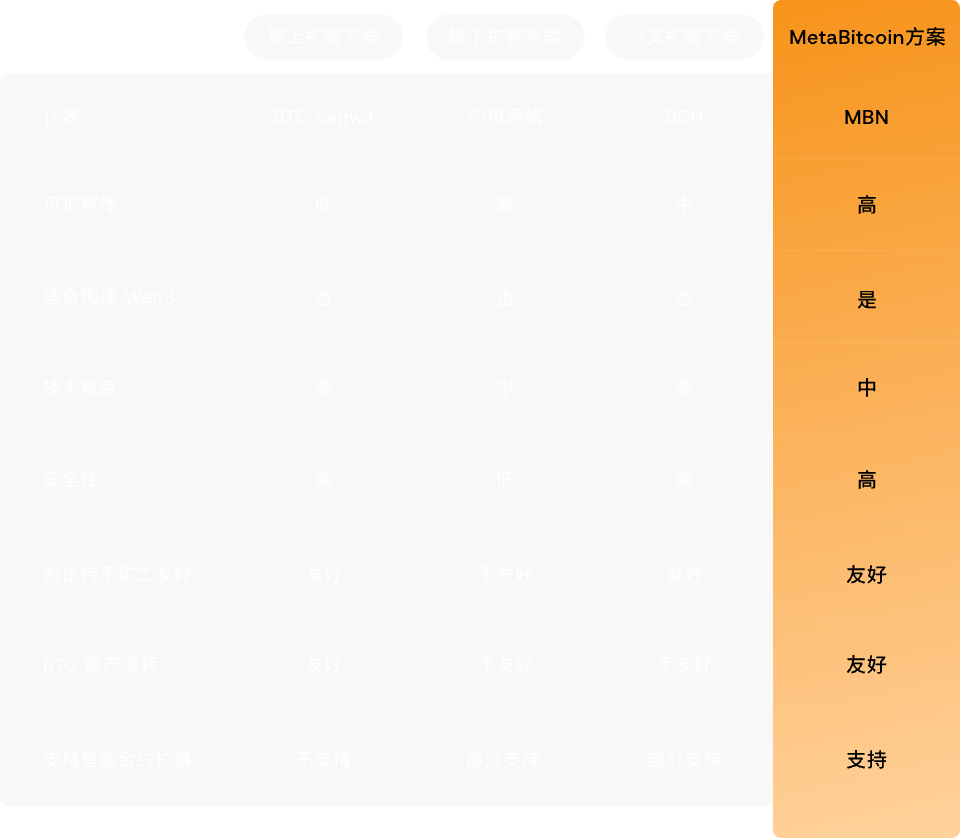 链上扩容方案 链下扩容方案 分叉扩容方案 MetaBitcoin方案
代表 BTC Segwit 闪电网络 BCH MBN
可扩容性 低 高 中 高
适合构建 Web3 否 否 否 是
技术难度 高 中 高 中
安全性 高 低 高 高
对比特币矿工友好 友好 不友好 友好 友好
BTC 资产流转 友好 不友好 不友好 友好
支持智能合约扩展 不支持 部分支持 部分支持 支持